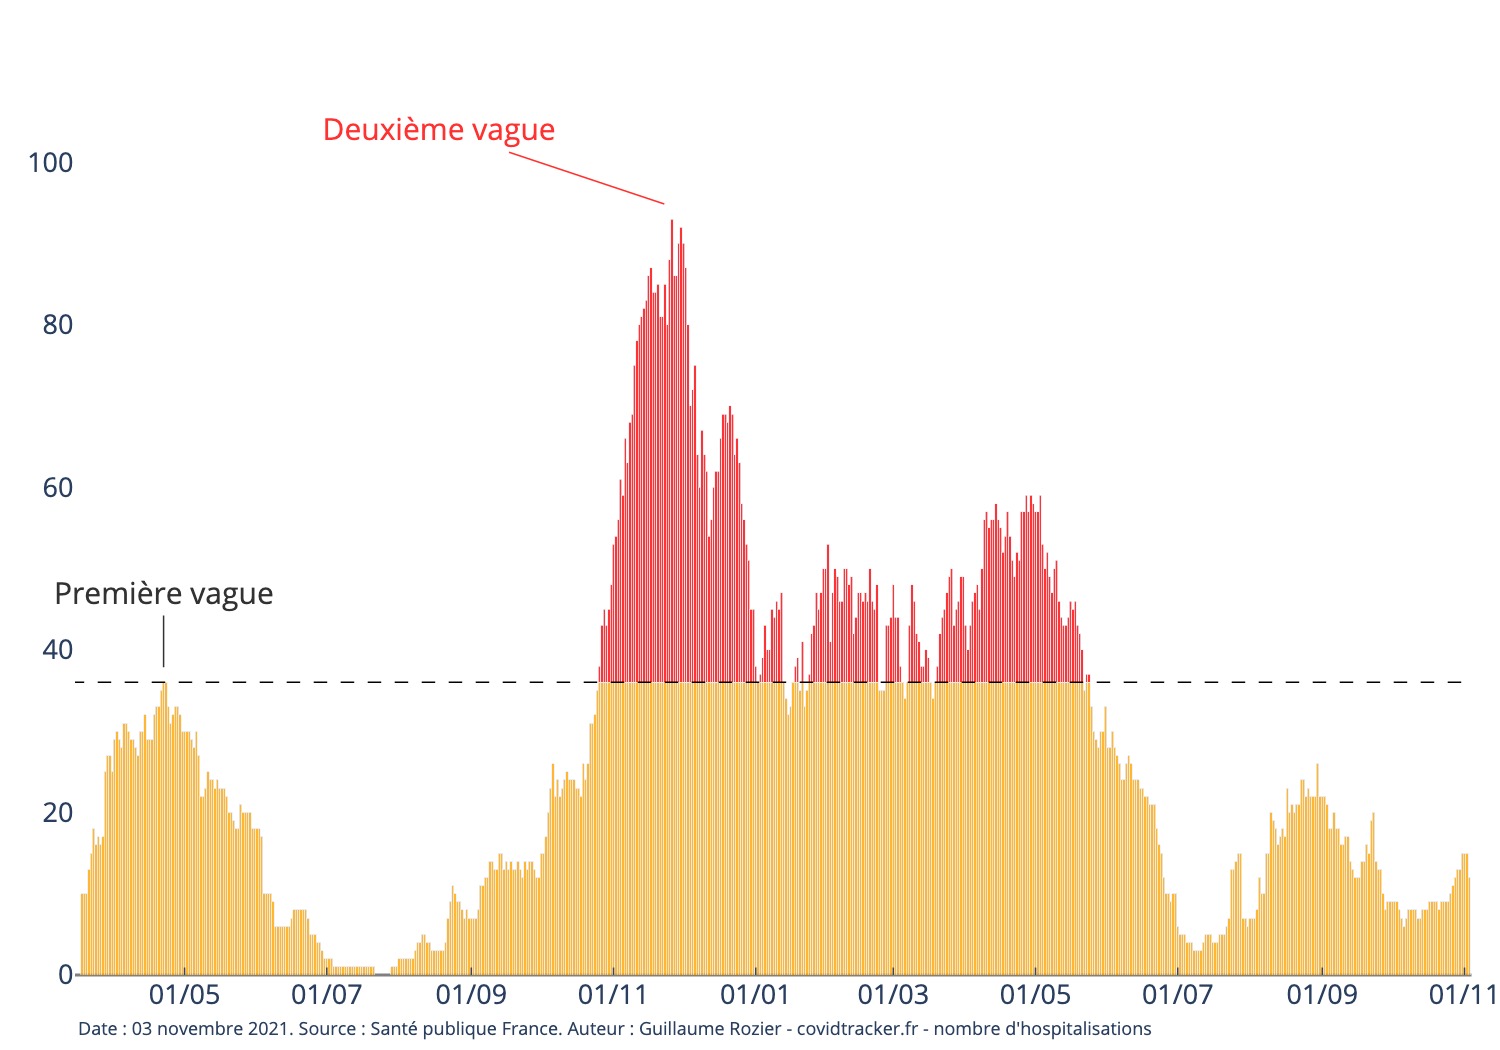 Deuxième vague
100
80
60
Première vague
40
20
0
01/05 01/07 01/09 01/11 01/01 01/03 01/05 01/07 01/09 01/11
Date : 03 novembre 2021. Source : Santé publique France. Auteur : Guillaume Rozier - covidtracker.fr - nombre d'hospitalisations